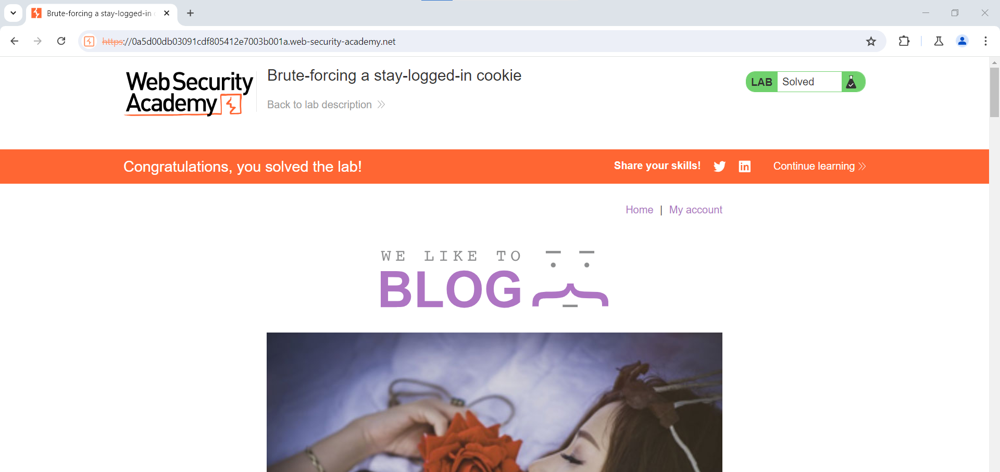 Brute-forcing a stay-logged-in
https://0a5d00db03091cdf805412e7003b001a.web-security-academy.net
Web Security
Academy
Brute-forcing a stay-logged-in cookie
Back to lab description
LAB Solved
Congratulations, you solved the lab!
Share your skills!
Continue learning
Home | My account
WE LIKE TO
BLOG